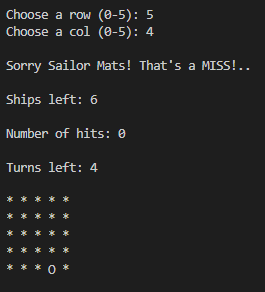 Choose a row (0-5): 5
Choose a col (0-5): 4
Sorry Sailor Mats! That's a MISS!..
Ships left: 6
Number of hits: 0
Turns left: 4
* * * * *
* * * * *
* * * * *
* * * * *
* * * O *